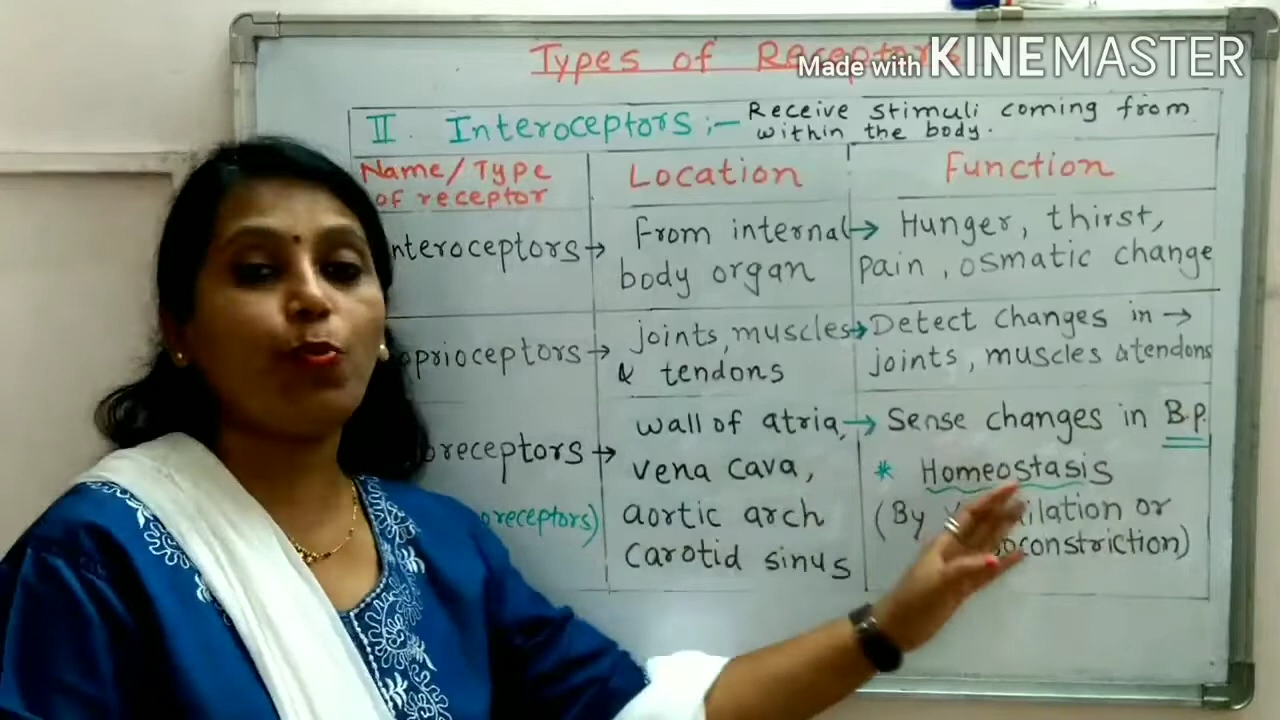 Types of Receptors
Made with KINEMASTER
II. Interoceptors :- Receive stimuli coming from
within the body.
Name/Type
of receptor
Location
Function
nteroceptors →
From internal
body organ
→ Hunger, thirst,
pain, osmatic change
oprioceptors →
joints, muscles
& tendons
→ Detect changes in →
joints, muscles & tendons
oreceptors →
oreceptors)
wall of atria,
vena cava,
aortic arch
carotid sinus
→ Sense changes in B.P.
* Homeostasis
(By ilation or
oconstriction)